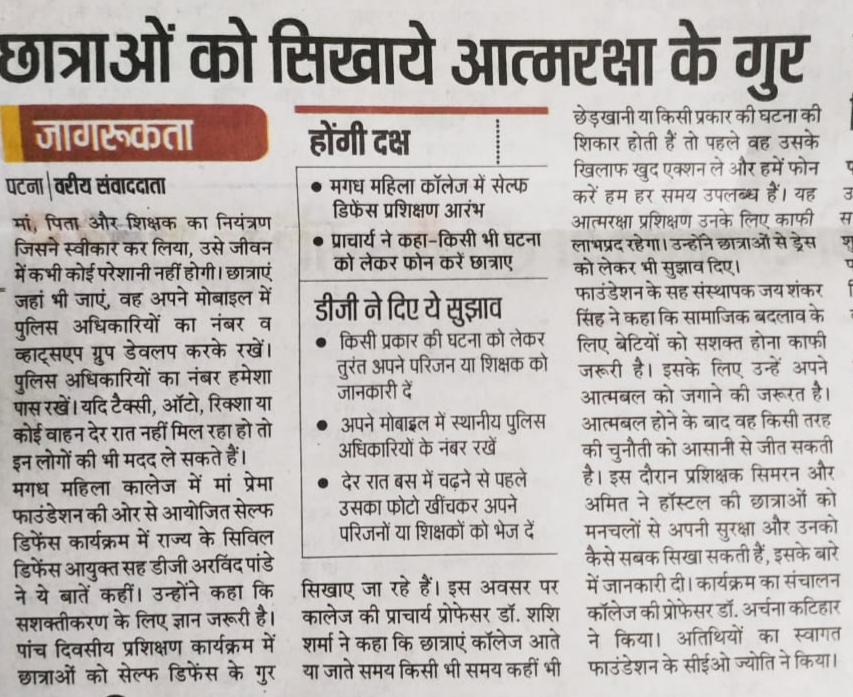 छात्राओं को सिखाये आत्मरक्षा के गुर
जागरूकता
पटना | वरीय संवाददाता
मां, पिता और शिक्षक का नियंत्रण
जिसने स्वीकार कर लिया, उसे जीवन
में कभी कोई परेशानी नहीं होगी। छात्राएं
जहां भी जाएं, वह अपने मोबाइल में
पुलिस अधिकारियों का नंबर व
व्हाट्सएप ग्रुप डेवलप करके रखें।
पुलिस अधिकारियों का नंबर हमेशा
पास रखें। यदि टैक्सी, ऑटो, रिक्शा या
कोई वाहन देर रात नहीं मिल रहा हो तो
इन लोगों की भी मदद ले सकते हैं।
मगध महिला कालेज में मां प्रेमा
फाउंडेशन की ओर से आयोजित सेल्फ
डिफेंस कार्यक्रम में राज्य के सिविल
डिफेंस आयुक्त सह डीजी अरविंद पांडे
ने ये बातें कहीं। उन्होंने कहा कि
सशक्तीकरण के लिए ज्ञान जरूरी है।
पांच दिवसीय प्रशिक्षण कार्यक्रम में
छात्राओं को सेल्फ डिफेंस के गुर
होंगी दक्ष
● मगध महिला कॉलेज में सेल्फ
डिफेंस प्रशिक्षण आरंभ
● प्राचार्य ने कहा-किसी भी घटना
को लेकर फोन करें छात्राए
डीजी ने दिए ये सुझाव
● किसी प्रकार की घटना को लेकर
तुरंत अपने परिजन या शिक्षक को
जानकारी दें
● अपने मोबाइल में स्थानीय पुलिस
अधिकारियों के नंबर रखें
● देर रात बस में चढ़ने से पहले
उसका फोटो खींचकर अपने
परिजनों या शिक्षकों को भेज दें
सिखाए जा रहे हैं। इस अवसर पर
कालेज की प्राचार्य प्रोफेसर डॉ. शशि
शर्मा ने कहा कि छात्राएं कॉलेज आते
या जाते समय किसी भी समय कहीं भी
छेड़खानी या किसी प्रकार की घटना की
शिकार होती हैं तो पहले वह उसके
खिलाफ खुद एक्शन ले और हमें फोन
करें हम हर समय उपलब्ध हैं। यह
आत्मरक्षा प्रशिक्षण उनके लिए काफी
लाभप्रद रहेगा। उन्होंने छात्राओं से ड्रेस
को लेकर भी सुझाव दिए।
फाउंडेशन के सह संस्थापक जय शंकर
सिंह ने कहा कि सामाजिक बदलाव के
लिए बेटियों को सशक्त होना काफी
जरूरी है। इसके लिए उन्हें अपने
आत्मबल को जगाने की जरूरत है।
आत्मबल होने के बाद वह किसी तरह
की चुनौती को आसानी से जीत सकती
है। इस दौरान प्रशिक्षक सिमरन और
अमित ने हॉस्टल की छात्राओं को
मनचलों से अपनी सुरक्षा और उनको
कैसे सबक सिखा सकती हैं, इसके बारे
में जानकारी दी। कार्यक्रम का संचालन
कॉलेज की प्रोफेसर डॉ. अर्चना कटिहार
ने किया। अतिथियों का स्वागत
फाउंडेशन के सीईओ ज्योति ने किया।